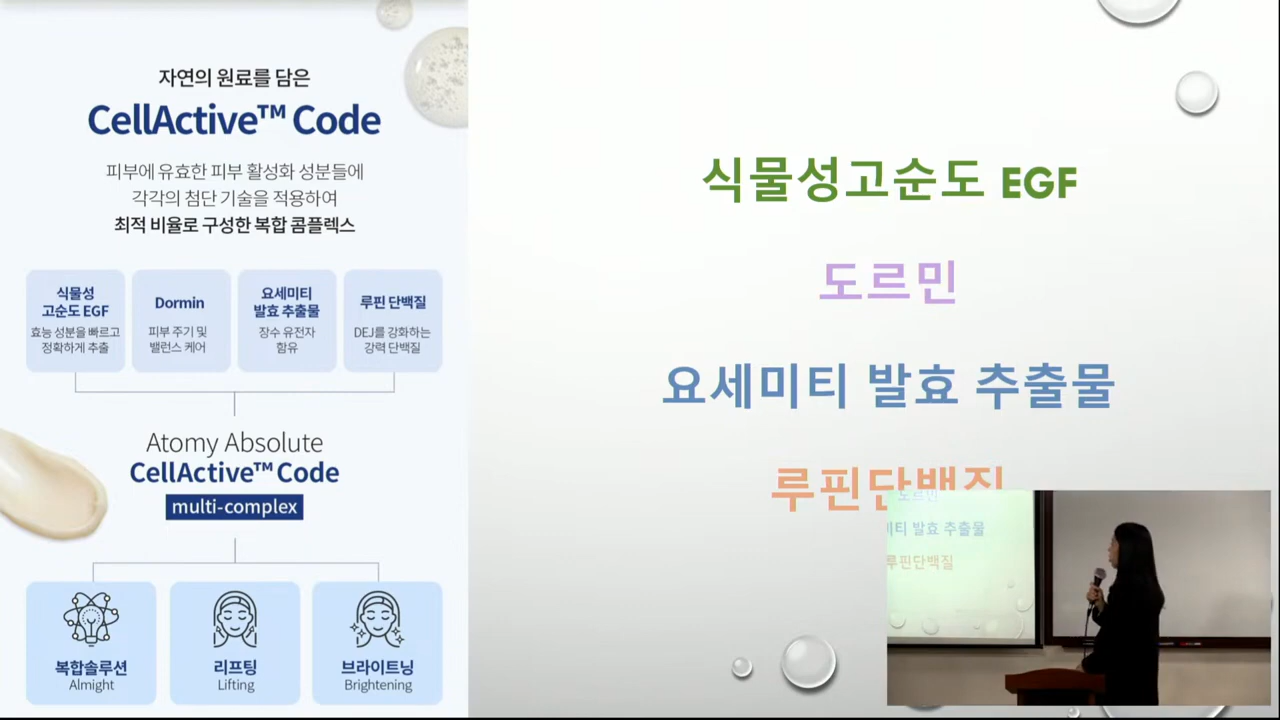 자연의 원료를 담은
CellActive™ Code
피부에 유효한 피부 활성화 성분들에
각각의 첨단 기술을 적용하여
최적 비율로 구성한 복합 콤플렉스
식물성
고순도 EGF
효능 성분을 빠르고
정확하게 추출
Dormin
피부 주기 및
밸런스 케어
요세미티
발효 추출물
장수 유전자
함유
루핀 단백질
DEJ를 강화하는
강력 단백질
Atomy Absolute
CellActive™ Code
multi-complex
복합솔루션
Almight
리프팅
Lifting
브라이트닝
Brightening
식물성고순도 EGF
도르민
요세미티 발효 추출물
루핀단백질
도르민
미티 발효 추출물
루핀단백질